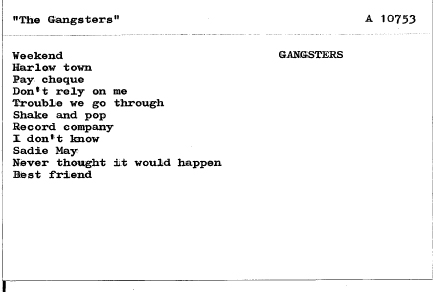 "The Gangsters" A 10753
Weekend GANGSTERS
Harlow town
Pay cheque
Don't rely on me
Trouble we go through
Shake and pop
Record company
I don't know
Sadie May
Never thought it would happen
Best friend